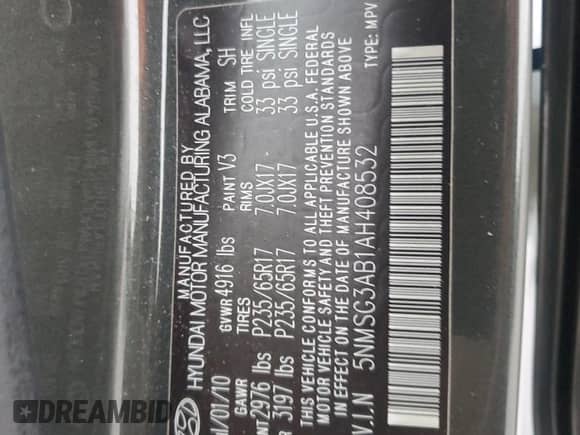 MANUFACTURED BY
HYUNDAI MOTOR MANUFACTURING ALABAMA, LLC
/01/10 GVWR 4916 lbs PAINT V3 TRIM SH
GAWR TIRES RIMS COLD TIRE INFL
NT 2976 lbs P235/65R17 7.0JX17 33 psi SINGLE
R 3197 lbs P235/65R17 7.0JX17 33 psi SINGLE
THIS VEHICLE CONFORMS TO ALL APPLICABLE U.S.A. FEDERAL
MOTOR VEHICLE SAFETY AND THEFT PREVENTION STANDARDS
IN EFFECT ON THE DATE OF MANUFACTURE SHOWN ABOVE
V.I.N 5NMSG3AB1AH408532 TYPE: MPV
DREAMBID